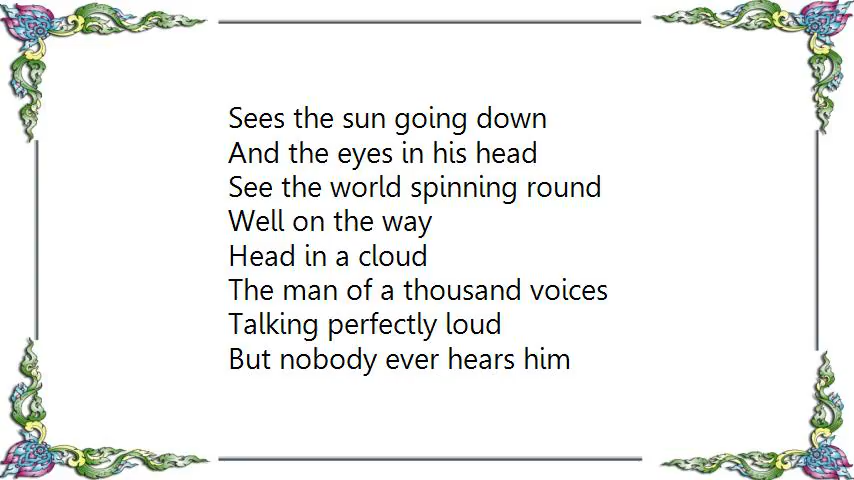 Sees the sun going down
And the eyes in his head
See the world spinning round
Well on the way
Head in a cloud
The man of a thousand voices
Talking perfectly loud
But nobody ever hears him